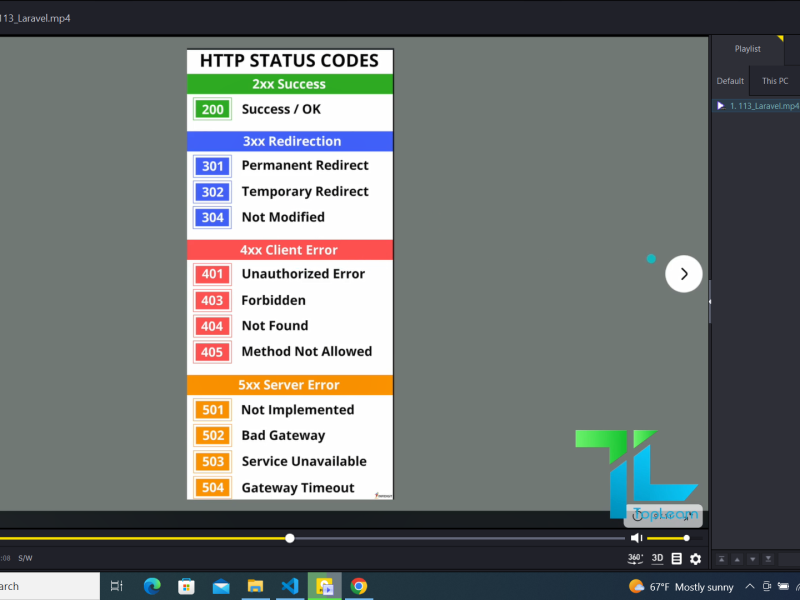 113_Laravel.mp4
HTTP STATUS CODES
2xx Success
200 Success / OK
3xx Redirection
301 Permanent Redirect
302 Temporary Redirect
304 Not Modified
4xx Client Error
401 Unauthorized Error
403 Forbidden
404 Not Found
405 Method Not Allowed
5xx Server Error
501 Not Implemented
502 Bad Gateway
503 Service Unavailable
504 Gateway Timeout
Playlist
Default This PC
1. 113_Laravel.mp4
TopLearn
:08 S/W
360° 3D
arch
67°F Mostly sunny